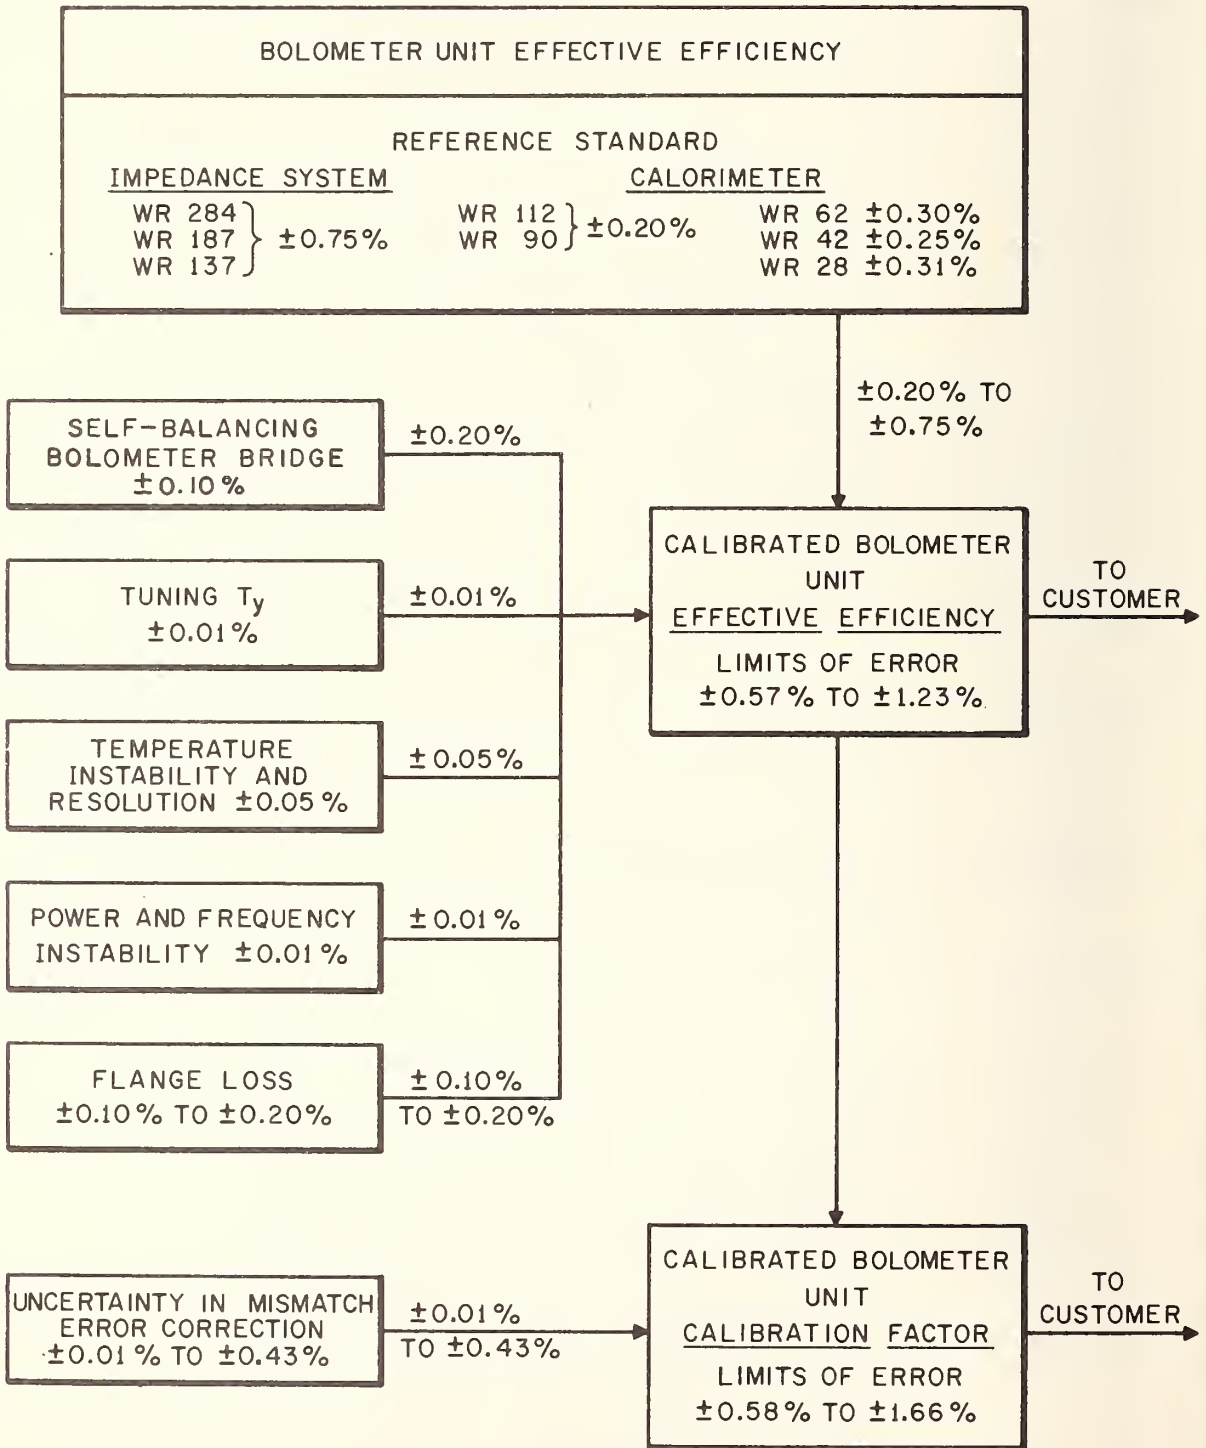 BOLOMETER UNIT EFFECTIVE EFFICIENCY
REFERENCE STANDARD
IMPEDANCE SYSTEM
WR 284
WR 187
WR 137
±0.75%
CALORIMETER
WR 112
WR 90
±0.20%
WR 62 ±0.30%
WR 42 ±0.25%
WR 28 ±0.31%
±0.20% TO
±0.75%
SELF-BALANCING
BOLOMETER BRIDGE
±0.10%
±0.20%
TUNING Ty
±0.01%
±0.01%
TEMPERATURE
INSTABILITY AND
RESOLUTION ±0.05%
±0.05%
POWER AND FREQUENCY
INSTABILITY ±0.01%
±0.01%
FLANGE LOSS
±0.10% TO ±0.20%
±0.10%
TO ±0.20%
CALIBRATED BOLOMETER
UNIT
EFFECTIVE EFFICIENCY
LIMITS OF ERROR
±0.57% TO ±1.23%
TO
CUSTOMER
UNCERTAINTY IN MISMATCH
ERROR CORRECTION
±0.01% TO ±0.43%
±0.01%
TO ±0.43%
CALIBRATED BOLOMETER
UNIT
CALIBRATION FACTOR
LIMITS OF ERROR
±0.58% TO ±1.66%
TO
CUSTOMER